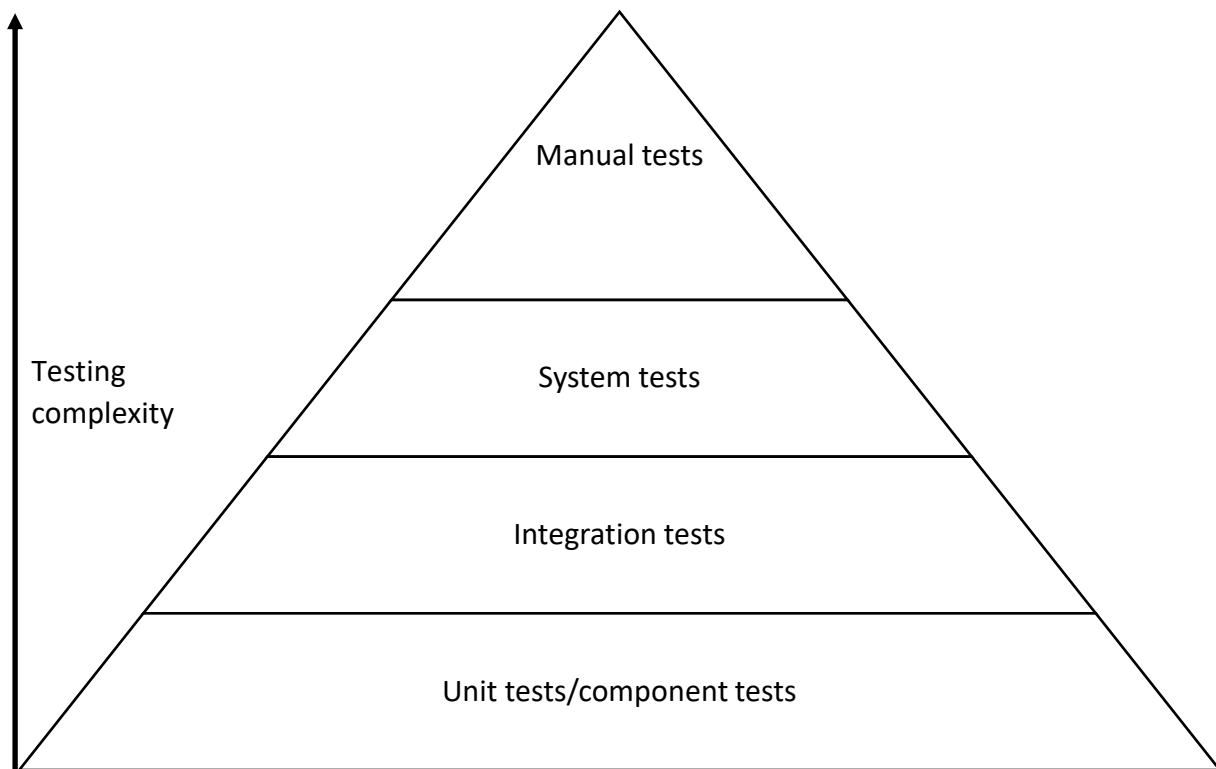 Manual tests
System tests
Testing
complexity
Integration tests
Unit tests/component tests